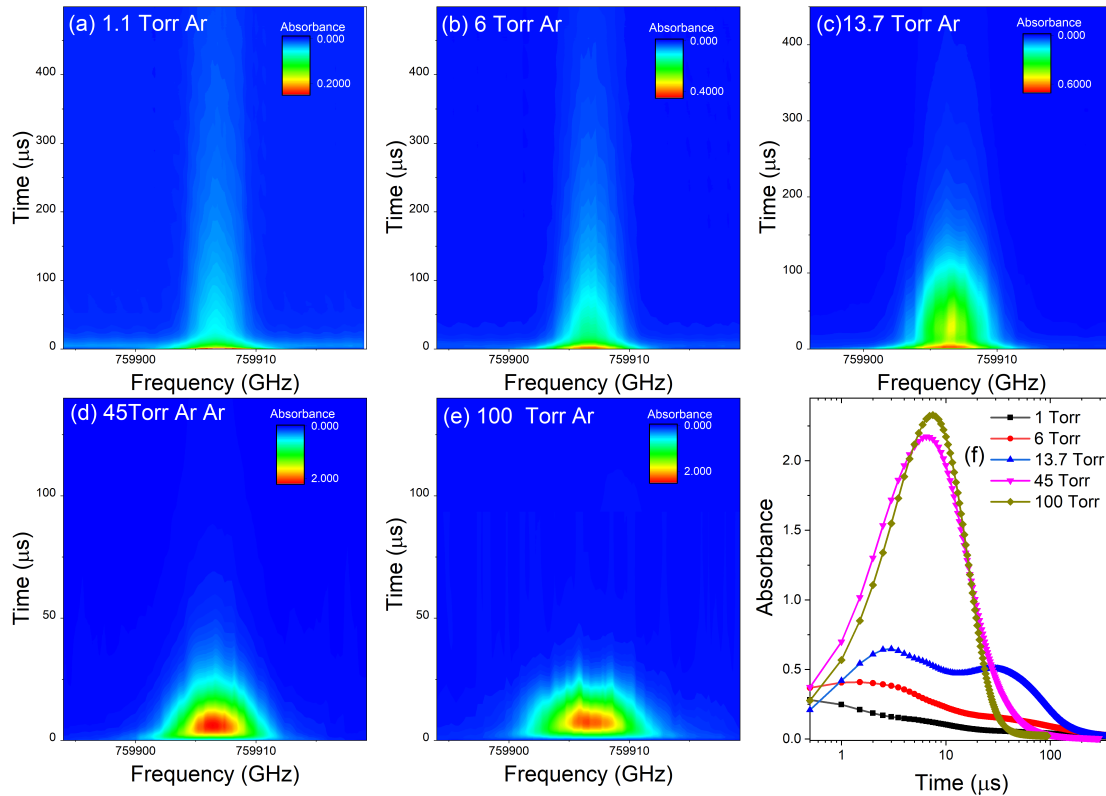 (a) 1.1 Torr Ar
Absorbance
0.000
0.2000
400
300
200
100
0
Time (μs)
759900
759910
Frequency (GHz)
(b) 6 Torr Ar
Absorbance
0.000
0.4000
400
300
200
100
0
Time (μs)
759900
759910
Frequency (GHz)
(c)13.7 Torr Ar
Absorbance
0.000
0.6000
400
300
200
100
0
Time (μs)
759900
759910
Frequency (GHz)
(d) 45Torr Ar Ar
Absorbance
0.000
2.000
100
50
0
Time (μs)
759900
759910
Frequency (GHz)
(e) 100 Torr Ar
Absorbance
0.000
2.000
100
50
0
Time (μs)
759900
759910
Frequency (GHz)
(f)
1 Torr
6 Torr
13.7 Torr
45 Torr
100 Torr
2.5
2.0
1.5
1.0
0.5
0.0
Absorbance
1
10
100
Time (μs)